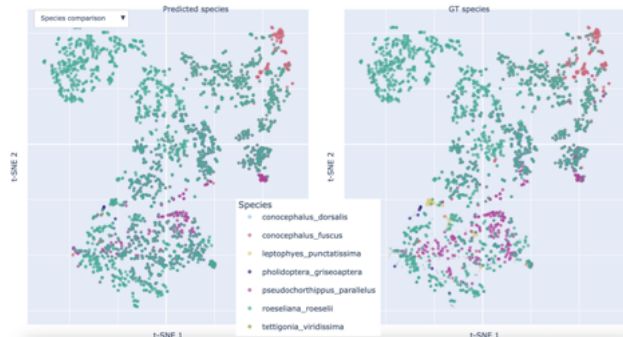 Species comparison ▼
Predicted species
GT species
t-SNE 2
t-SNE 2
Species
conocephalus_dorsalis
conocephalus_fuscus
leptophyes_punctatissima
pholidoptera_griseoaptera
pseudochorthippus_parallelus
roeseliana_roeselii
tettigonia_viridissima
t-SNE 1
t-SNE 1